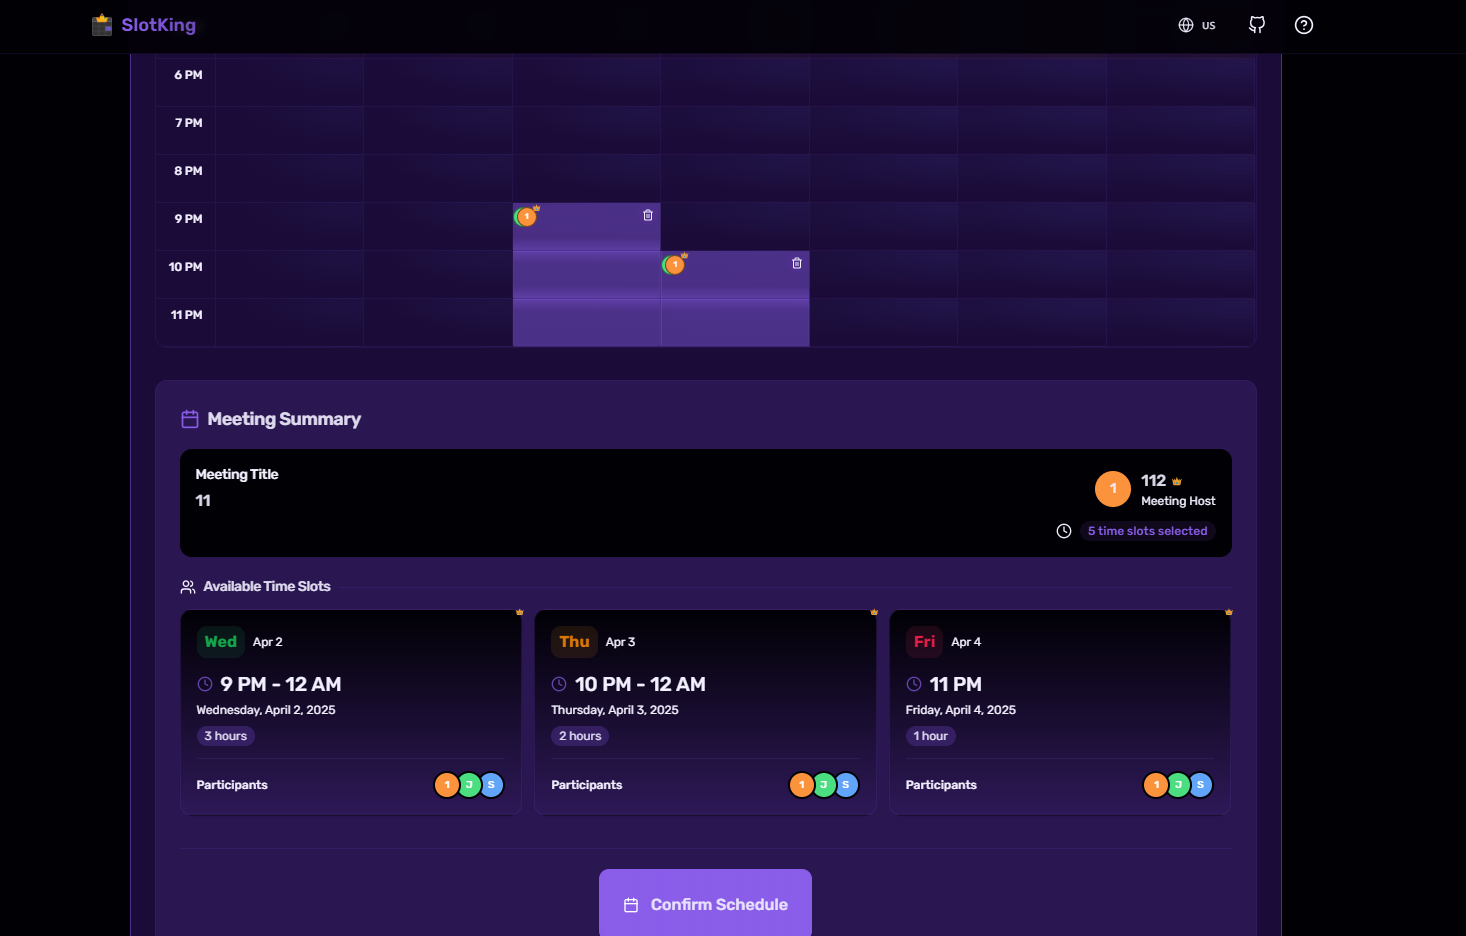 SlotKing
US
6 PM
7 PM
8 PM
9 PM
1
10 PM
1
11 PM
Meeting Summary
Meeting Title
11
1
112
Meeting Host
5 time slots selected
Available Time Slots
Wed Apr 2
9 PM - 12 AM
Wednesday, April 2, 2025
3 hours
Participants
1 J S
Thu Apr 3
10 PM - 12 AM
Thursday, April 3, 2025
2 hours
Participants
1 J S
Fri Apr 4
11 PM
Friday, April 4, 2025
1 hour
Participants
1 J S
Confirm Schedule